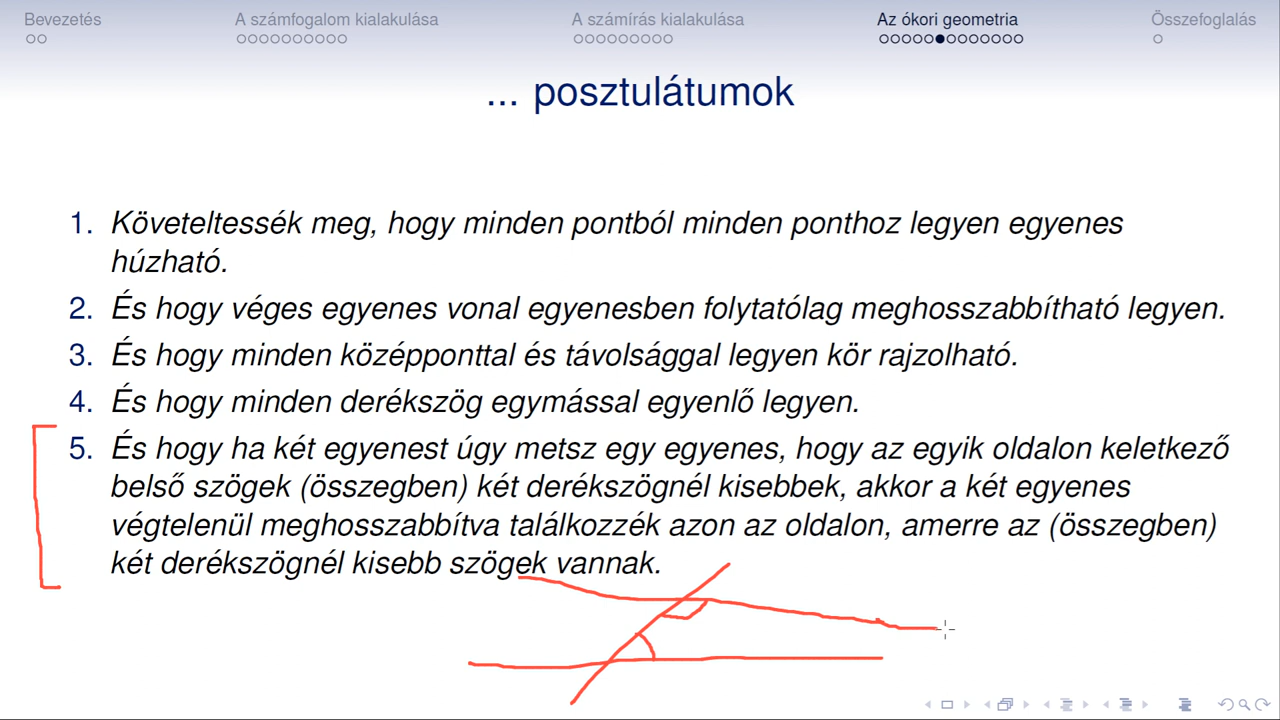 Bevezetés A számfogalom kialakulása A számírás kialakulása Az ókori geometria Összefoglalás
... posztulátumok
1. Követeltessék meg, hogy minden pontból minden ponthoz legyen egyenes
húzható.
2. És hogy véges egyenes vonal egyenesben folytatólag meghosszabbítható legyen.
3. És hogy minden középponttal és távolsággal legyen kör rajzolható.
4. És hogy minden derékszög egymással egyenlő legyen.
5. És hogy ha két egyenest úgy metsz egy egyenes, hogy az egyik oldalon keletkező
belső szögek (összegben) két derékszögnél kisebbek, akkor a két egyenes
végtelenül meghosszabbítva találkozzék azon az oldalon, amerre az (összegben)
két derékszögnél kisebb szögek vannak.